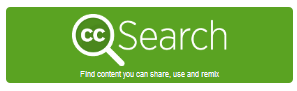 cc Search
Find content you can share, use and remix